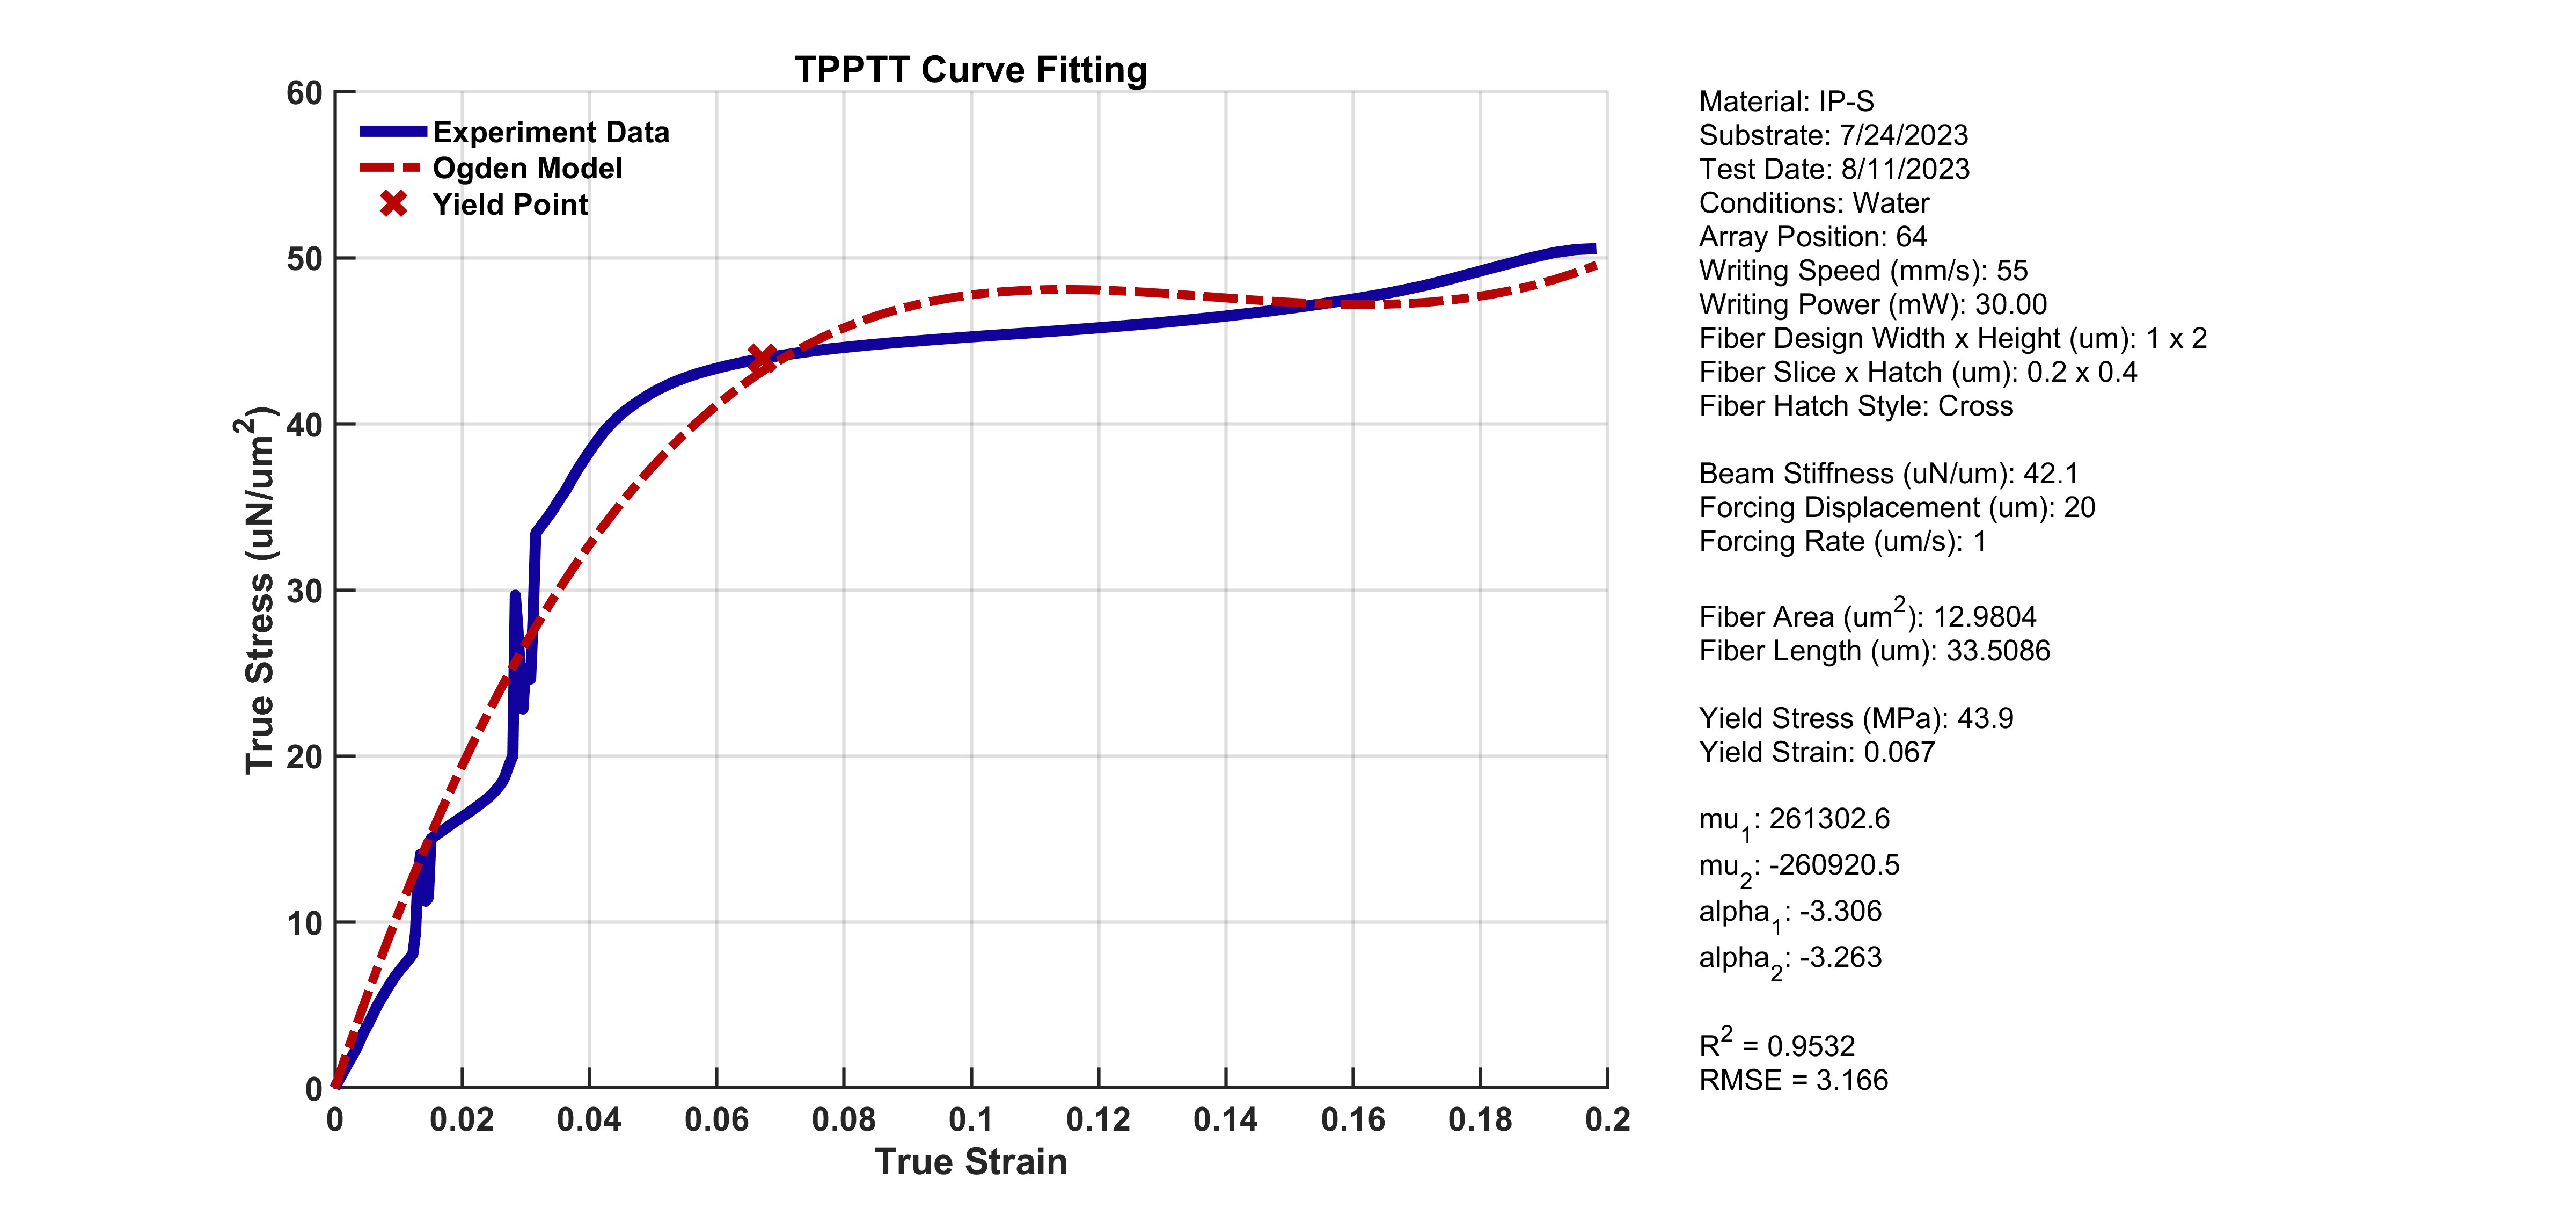 TPPTT Curve Fitting
60
50
40
30
20
10
0
True Stress (uN/um²)
Experiment Data
Ogden Model
Yield Point
0 0.02 0.04 0.06 0.08 0.1 0.12 0.14 0.16 0.18 0.2
True Strain
Material: IP-S
Substrate: 7/24/2023
Test Date: 8/11/2023
Conditions: Water
Array Position: 64
Writing Speed (mm/s): 55
Writing Power (mW): 30.00
Fiber Design Width x Height (um): 1 x 2
Fiber Slice x Hatch (um): 0.2 x 0.4
Fiber Hatch Style: Cross
Beam Stiffness (uN/um): 42.1
Forcing Displacement (um): 20
Forcing Rate (um/s): 1
Fiber Area (um²): 12.9804
Fiber Length (um): 33.5086
Yield Stress (MPa): 43.9
Yield Strain: 0.067
mu₁: 261302.6
mu₂: -260920.5
alpha₁: -3.306
alpha₂: -3.263
R² = 0.9532
RMSE = 3.166